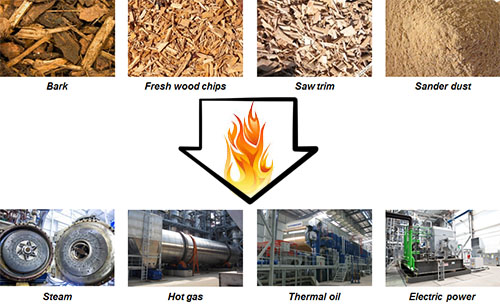 Bark
Fresh wood chips
Saw trim
Sander dust
Steam
Hot gas
Thermal oil
Electric power